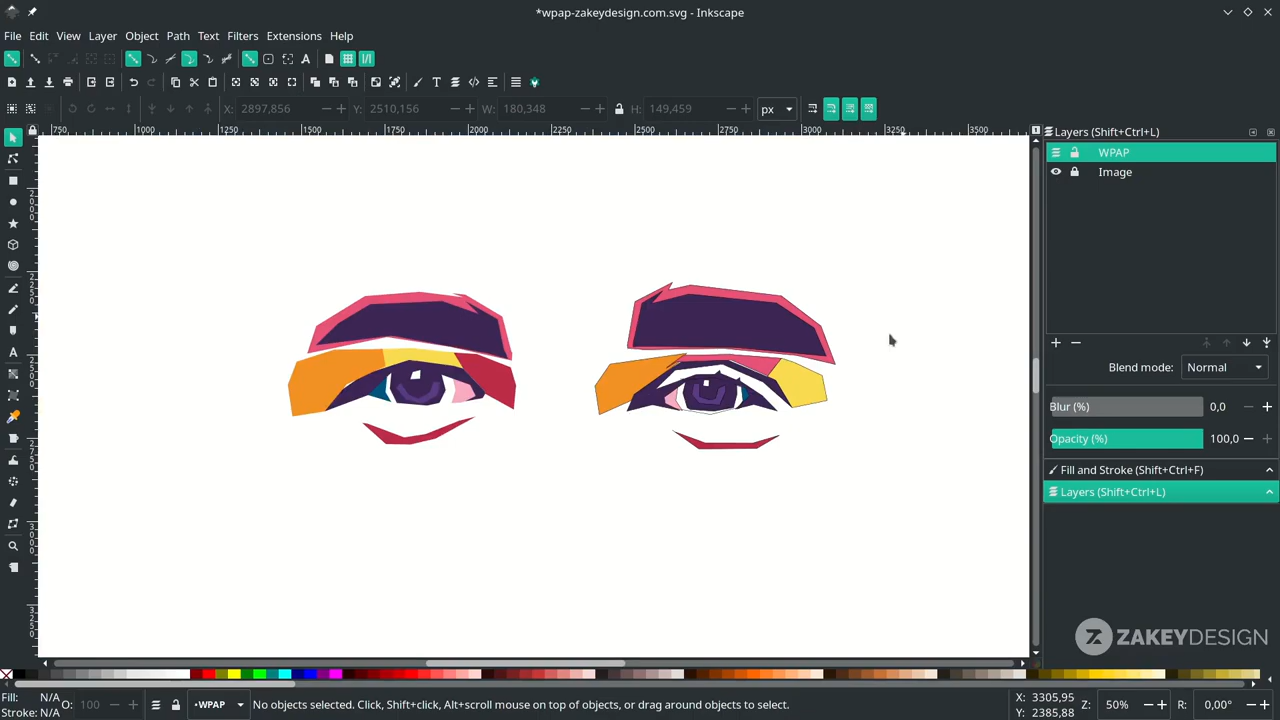 *wpap-zakeydesign.com.svg - Inkscape
File Edit View Layer Object Path Text Filters Extensions Help
X: 2897,856 Y: 2510,156 W: 180,348 H: 149,459 px
750 1000 1250 1500 1750 2000 2250 2500 2750 3000 3250 3500
Layers (Shift+Ctrl+L)
WPAP
Image
Blend mode: Normal
Blur (%) 0,0
Opacity (%) 100,0
Fill and Stroke (Shift+Ctrl+F)
Layers (Shift+Ctrl+L)
ZAKEYDESIGN
Fill: N/A
Stroke: N/A
O: 100
•WPAP
No objects selected. Click, Shift+click, Alt+scroll mouse on top of objects, or drag around objects to select.
X: 3305,95
Y: 2385,88
Z: 50%
R: 0,00°